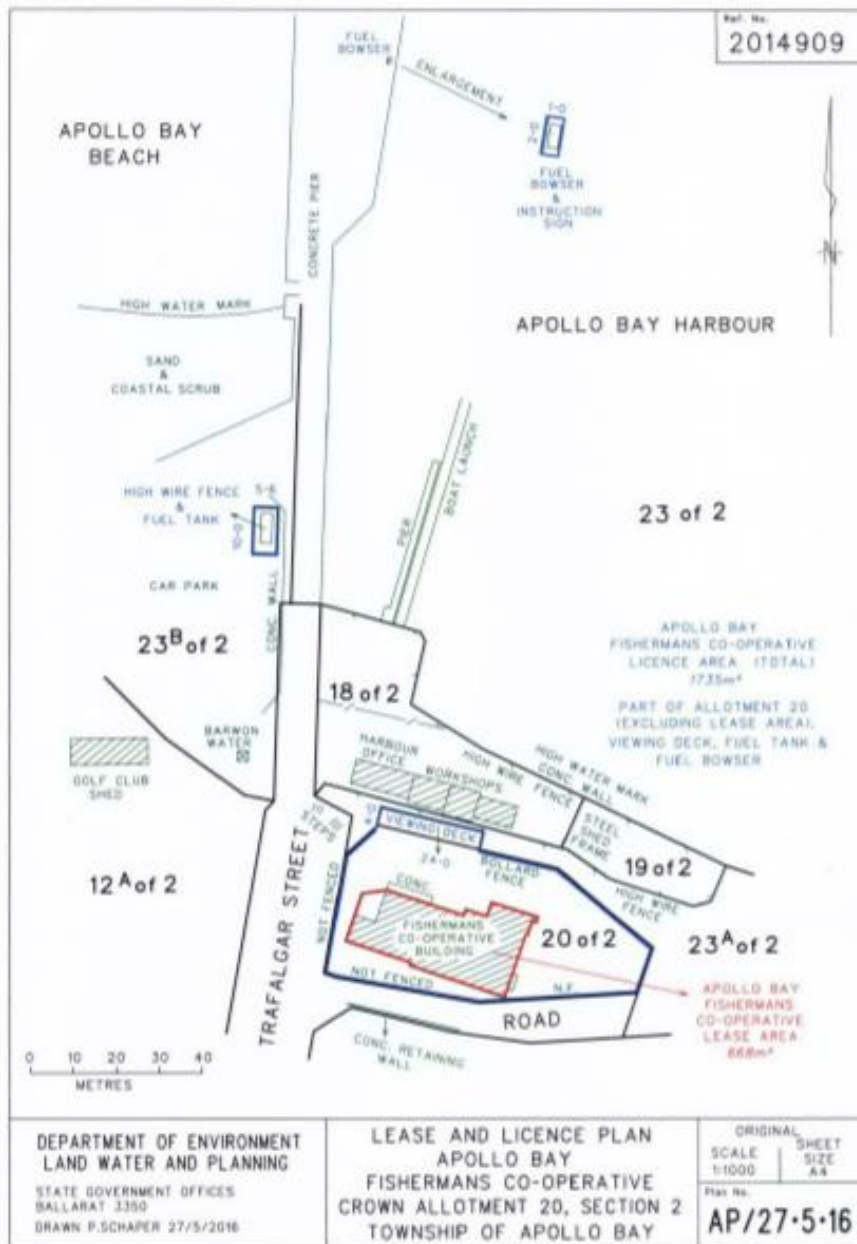 Ref. No.
2014909
FUEL
BOWSER
ENLARGEMENT
1-0
2-0
FUEL
BOWSER
&
INSTRUCTION
SIGN
APOLLO BAY
BEACH
CONCRETE PIER
N
HIGH WATER MARK
APOLLO BAY HARBOUR
SAND
&
COASTAL SCRUB
HIGH WIRE FENCE
&
FUEL TANK
5-6
10-0
PIER
BOAT LAUNCH
23 of 2
CAR PARK
CONC. WALL
23B of 2
APOLLO BAY
FISHERMANS CO-OPERATIVE
LICENCE AREA (TOTAL)
1735m²
PART OF ALLOTMENT 20
(EXCLUDING LEASE AREA),
VIEWING DECK, FUEL TANK &
FUEL BOWSER
18 of 2
BARWON
WATER
GOLF CLUB
SHED
HARBOUR
OFFICE
WORKSHOPS
HIGH WIRE FENCE
HIGH WATER MARK
CONC. WALL
STEEL
SHED
FRAME
19 of 2
HIGH WIRE
FENCE
STEPS
4-0
VIEWING DECK
24-0
BOLLARD
FENCE
12A of 2
TRAFALGAR STREET
NOT FENCED
CONC.
FISHERMANS
CO-OPERATIVE
BUILDING
20 of 2
23A of 2
NOT FENCED
N.F.
ROAD
APOLLO BAY
FISHERMANS
CO-OPERATIVE
LEASE AREA
668m²
CONC. RETAINING
WALL
0 10 20 30 40
METRES
DEPARTMENT OF ENVIRONMENT
LAND WATER AND PLANNING
STATE GOVERNMENT OFFICES
BALLARAT 3350
DRAWN P.SCHAPER 27/5/2016
LEASE AND LICENCE PLAN
APOLLO BAY
FISHERMANS CO-OPERATIVE
CROWN ALLOTMENT 20, SECTION 2
TOWNSHIP OF APOLLO BAY
ORIGINAL
SCALE
1:1000
SHEET
SIZE
A4
Plan No.
AP/27·5·16